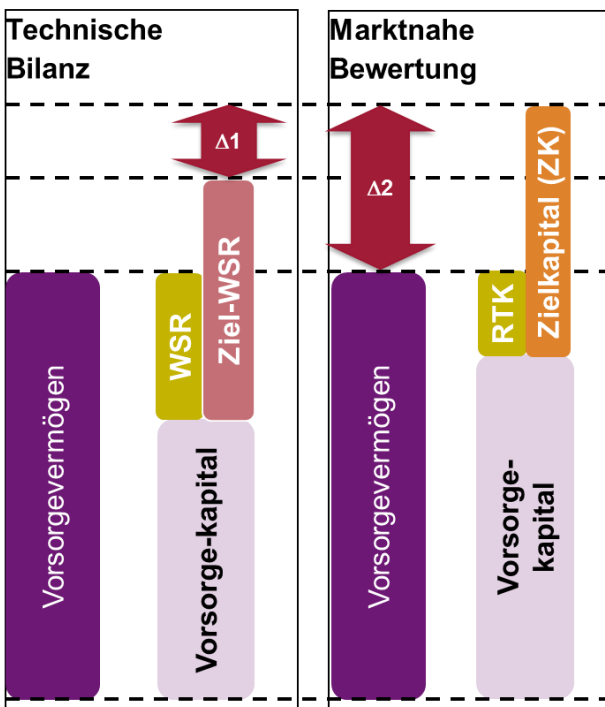 Technische
Bilanz
Δ1
Vorsorgevermögen
WSR
Ziel-WSR
Vorsorge-kapital
Marktnahe
Bewertung
Δ2
Vorsorgevermögen
RTK
Zielkapital (ZK)
Vorsorge-
kapital